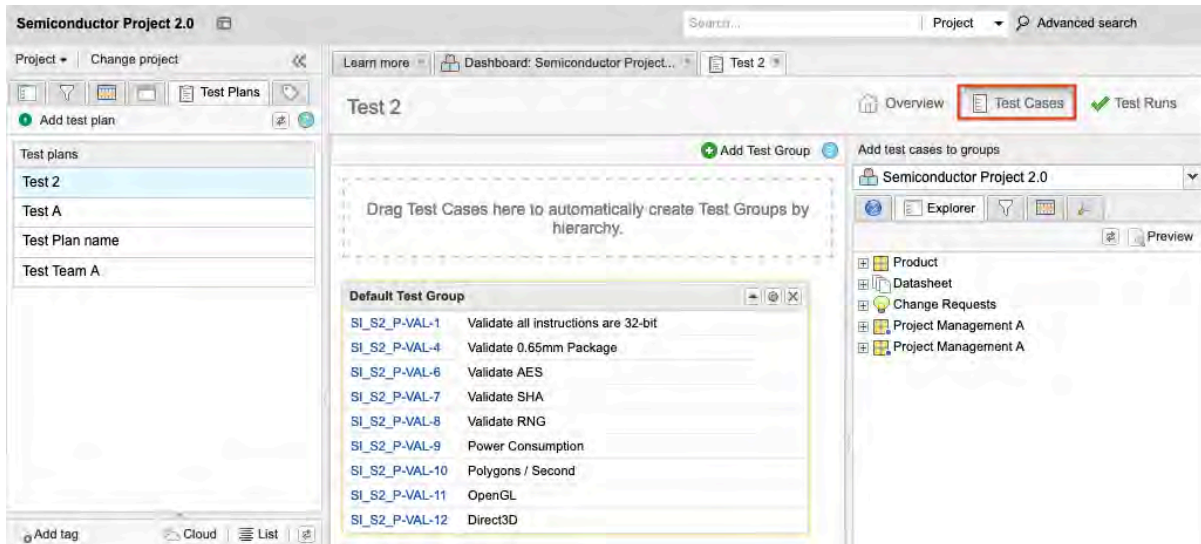 Semiconductor Project 2.0
Search...
Project
Advanced search
Project
Change project
Test Plans
Add test plan
Test plans
Test 2
Test A
Test Plan name
Test Team A
Add tag
Cloud
List
Learn more
Dashboard: Semiconductor Project...
Test 2
Test 2
Overview
Test Cases
Test Runs
Add Test Group
Drag Test Cases here to automatically create Test Groups by
hierarchy.
Default Test Group
SI_S2_P-VAL-1 Validate all instructions are 32-bit
SI_S2_P-VAL-4 Validate 0.65mm Package
SI_S2_P-VAL-6 Validate AES
SI_S2_P-VAL-7 Validate SHA
SI_S2_P-VAL-8 Validate RNG
SI_S2_P-VAL-9 Power Consumption
SI_S2_P-VAL-10 Polygons / Second
SI_S2_P-VAL-11 OpenGL
SI_S2_P-VAL-12 Direct3D
Add test cases to groups
Semiconductor Project 2.0
Explorer
Preview
Product
Datasheet
Change Requests
Project Management A
Project Management A